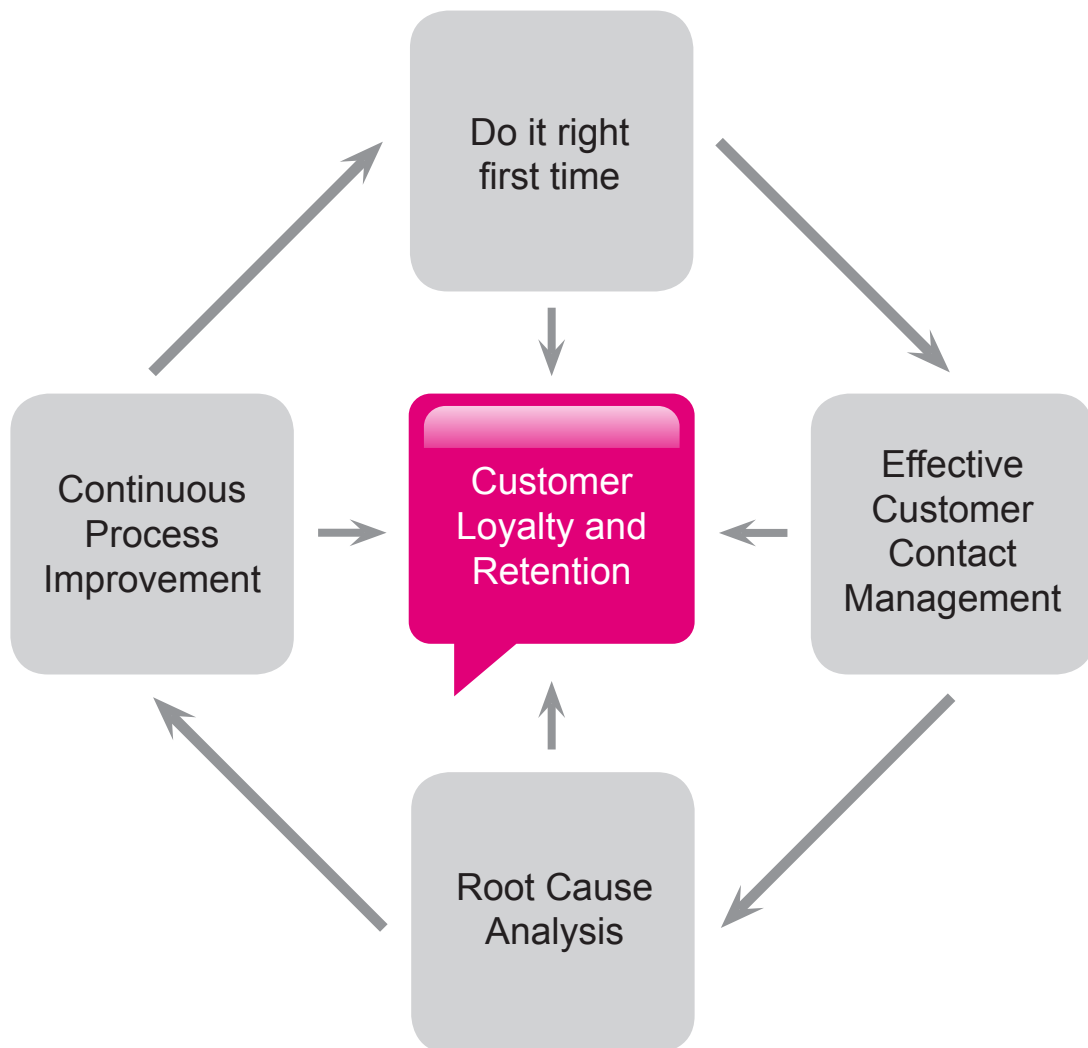 Do it right
first time
Continuous
Process
Improvement
Customer
Loyalty and
Retention
Effective
Customer
Contact
Management
Root Cause
Analysis